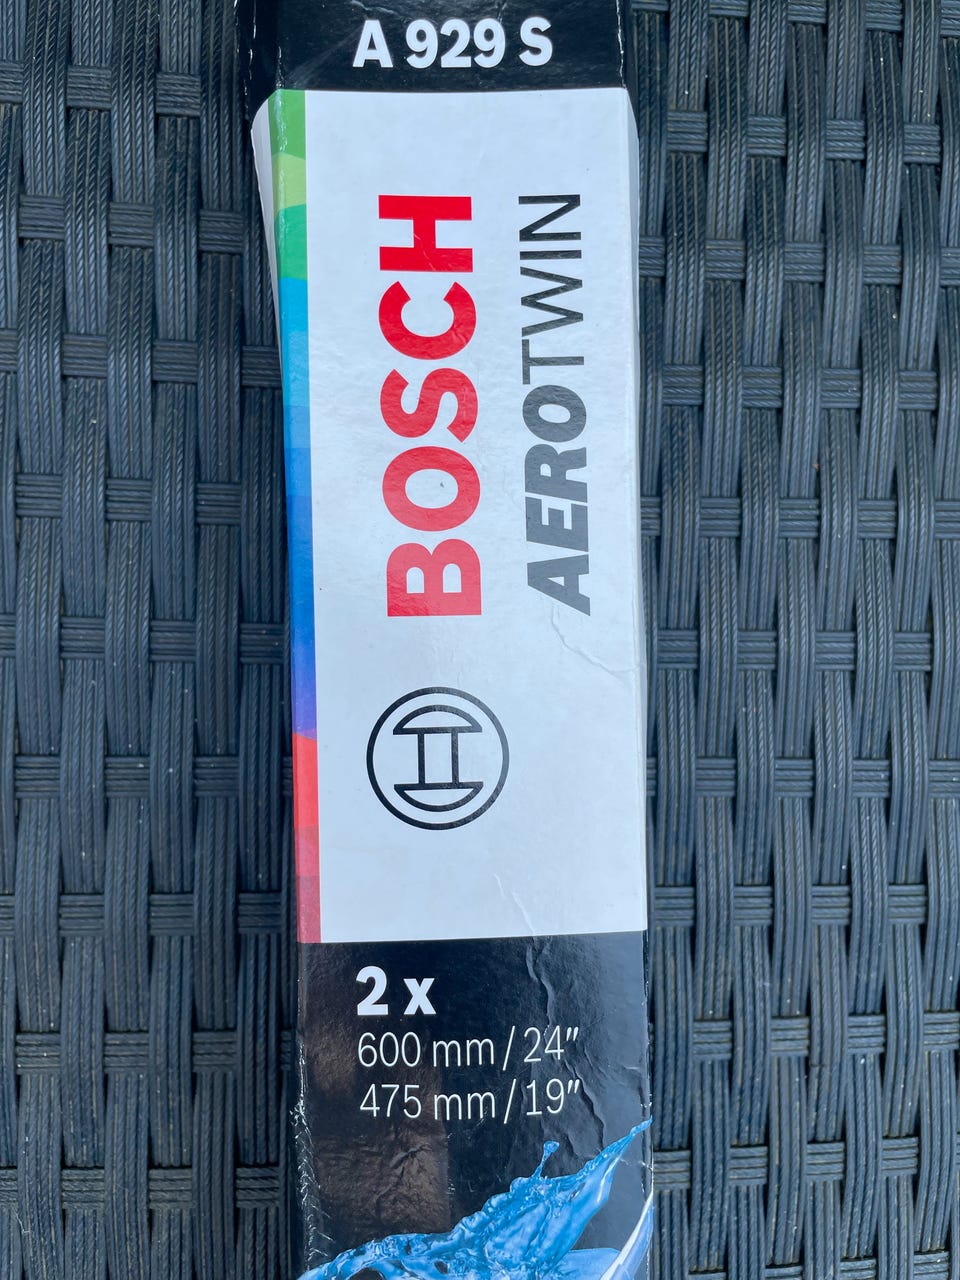 A 929 S
BOSCH
AEROTWIN
2 x
600 mm / 24"
475 mm / 19"